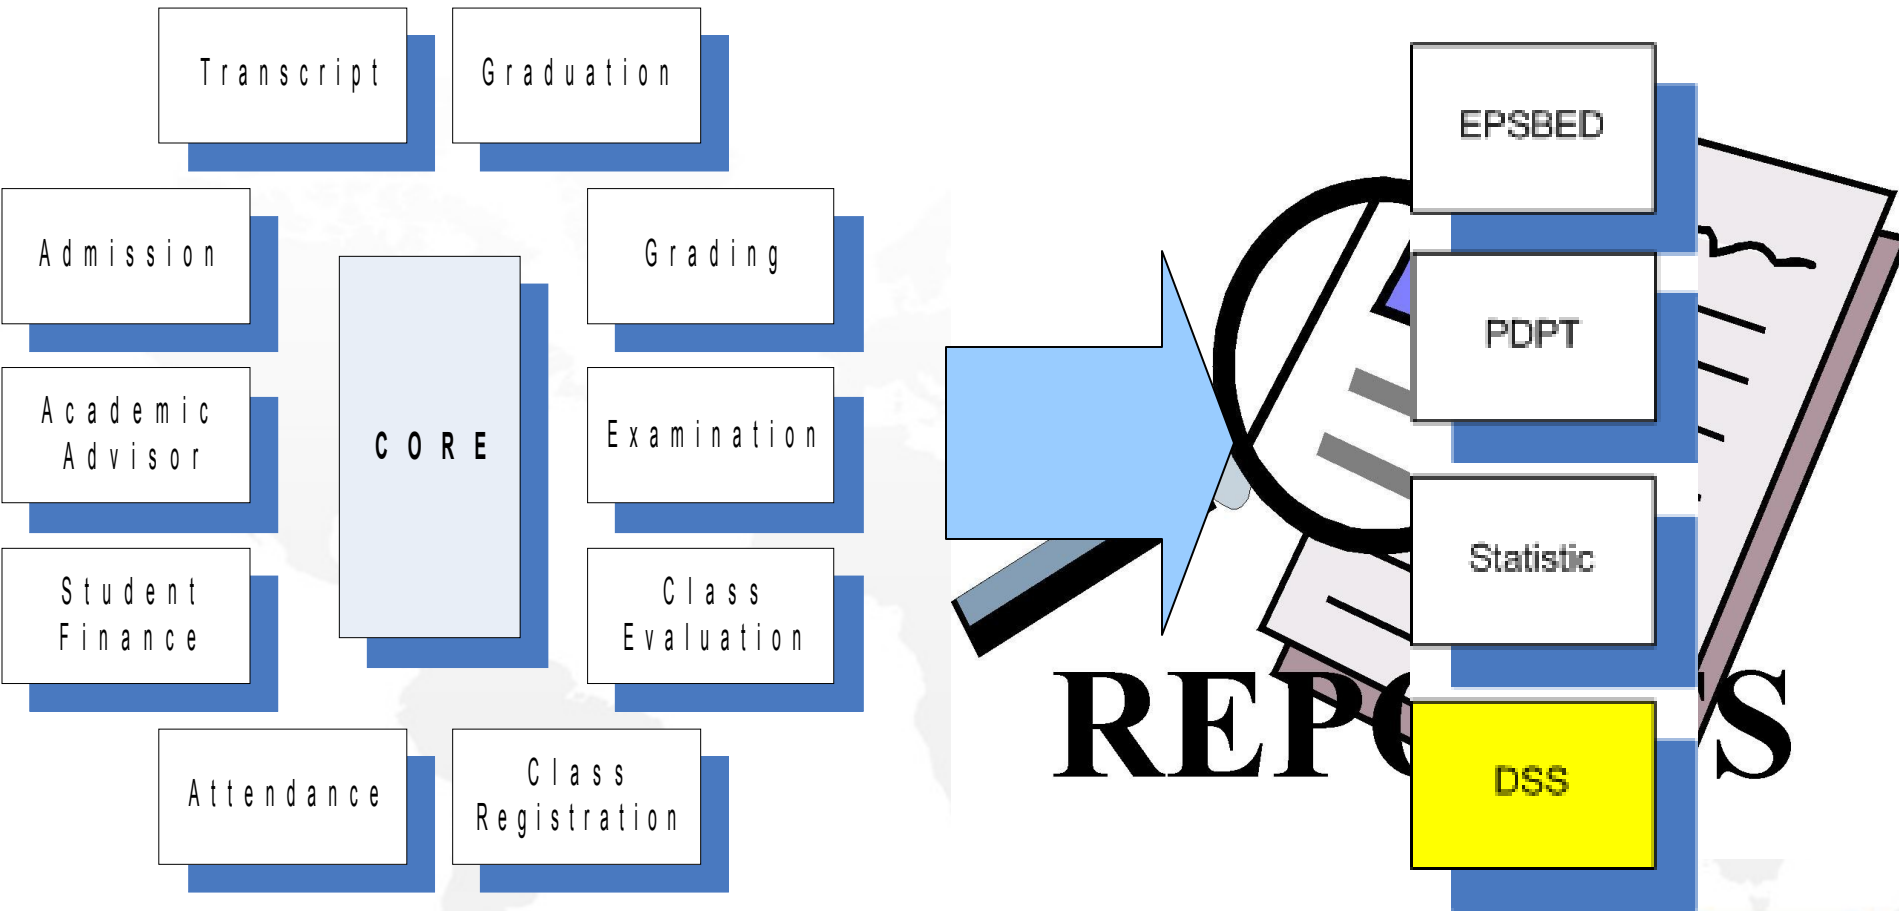 Transcript
Graduation
Admission
Grading
Academic
Advisor
CORE
Examination
Student
Finance
Class
Evaluation
Attendance
Class
Registration
EPSBED
PDPT
Statistic
DSS